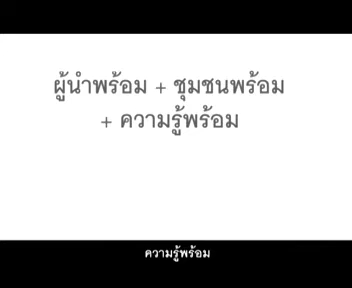 ผู้นำพร้อม + ชุมชนพร้อม
+ ความรู้พร้อม
ความรู้พร้อม